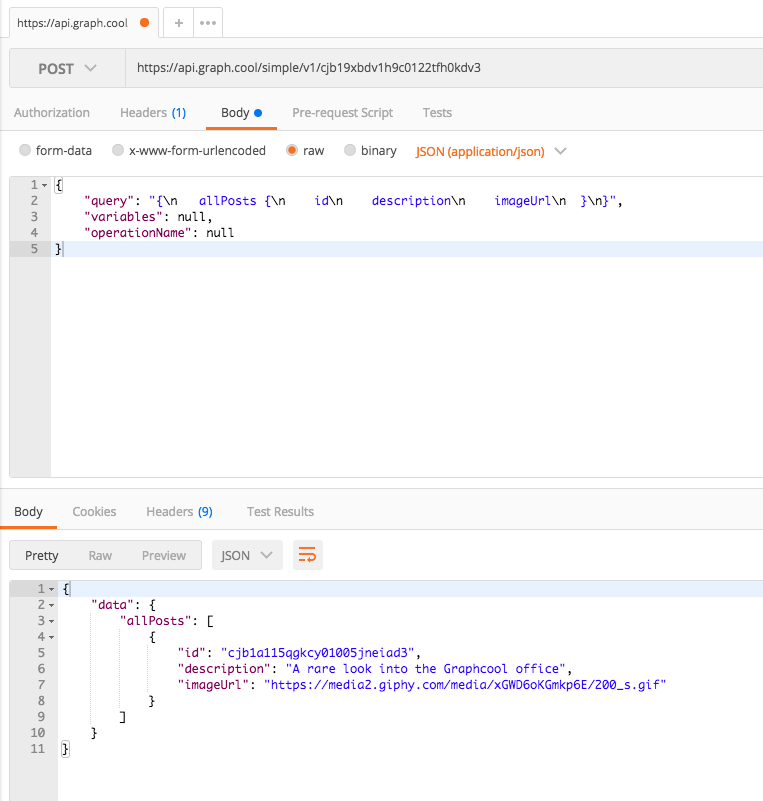 https://api.graph.cool + •••
POST https://api.graph.cool/simple/v1/cjb19xbdv1h9c0122tfh0kdv3
Authorization Headers (1) Body Pre-request Script Tests
form-data x-www-form-urlencoded raw binary JSON (application/json)
1 {
2 "query": "{\n   allPosts {\n    id\n    description\n    imageUrl\n  }\n}",
3 "variables": null,
4 "operationName": null
5 }
Body Cookies Headers (9) Test Results
Pretty Raw Preview JSON
1 {
2 "data": {
3 "allPosts": [
4 {
5 "id": "cjb1a115qgkcy01005jneiad3",
6 "description": "A rare look into the Graphcool office",
7 "imageUrl": "https://media2.giphy.com/media/xGWD6oKGmkp6E/200_s.gif"
8 }
9 ]
10 }
11 }